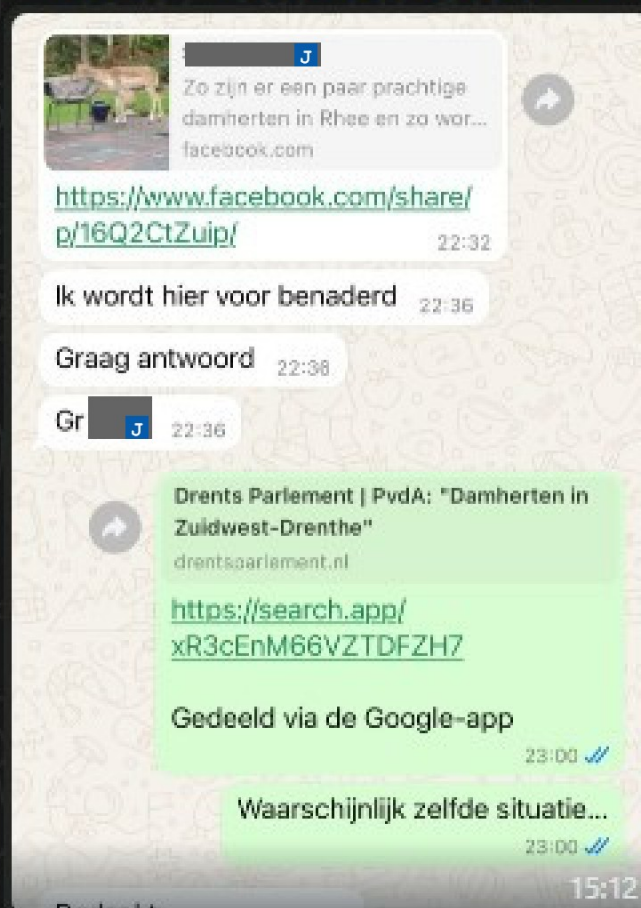 J
Zo zijn er een paar prachtige
damherten in Rhee en zo wor...
facebook.com
https://www.facebook.com/share/
p/16Q2CtZuip/
22:32
Ik wordt hier voor benaderd 22:36
Graag antwoord 22:36
Gr J 22:36
Drents Parlement | PvdA: "Damherten in
Zuidwest-Drenthe"
drentsparlement.nl
https://search.app/
xR3cEnM66VZTDFZH7
Gedeeld via de Google-app
23:00
Waarschijnlijk zelfde situatie...
23:00
15:12